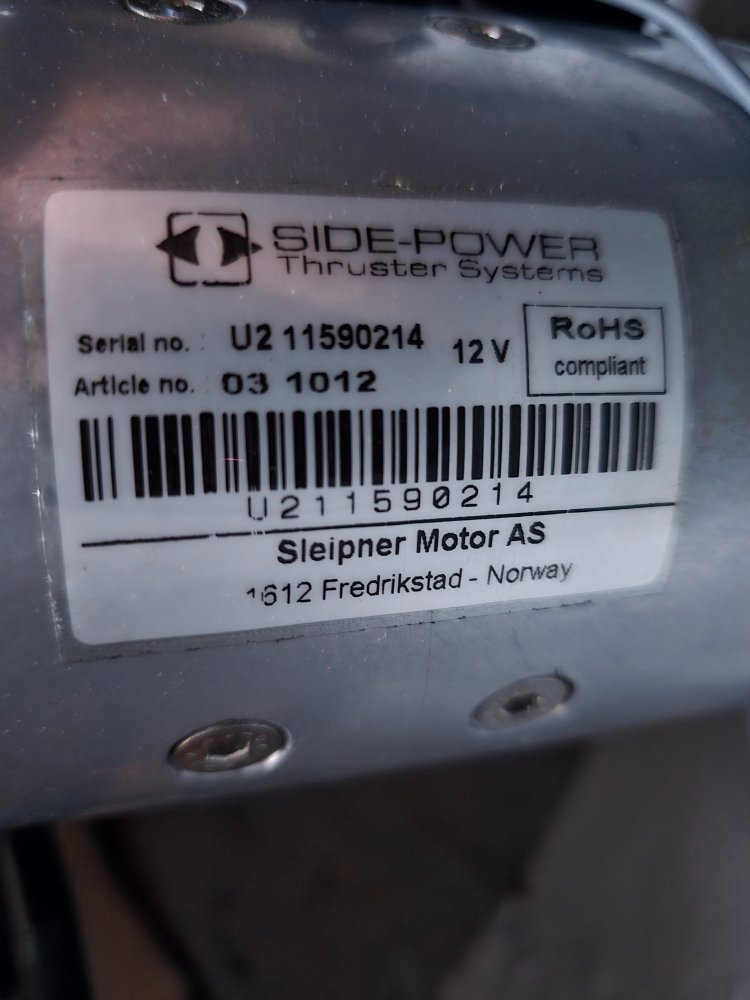 SIDE-POWER
Thruster Systems
Serial no. : U2 11590214 12 V
Article no. 03 1012
RoHS
compliant
U211590214
Sleipner Motor AS
1612 Fredrikstad - Norway